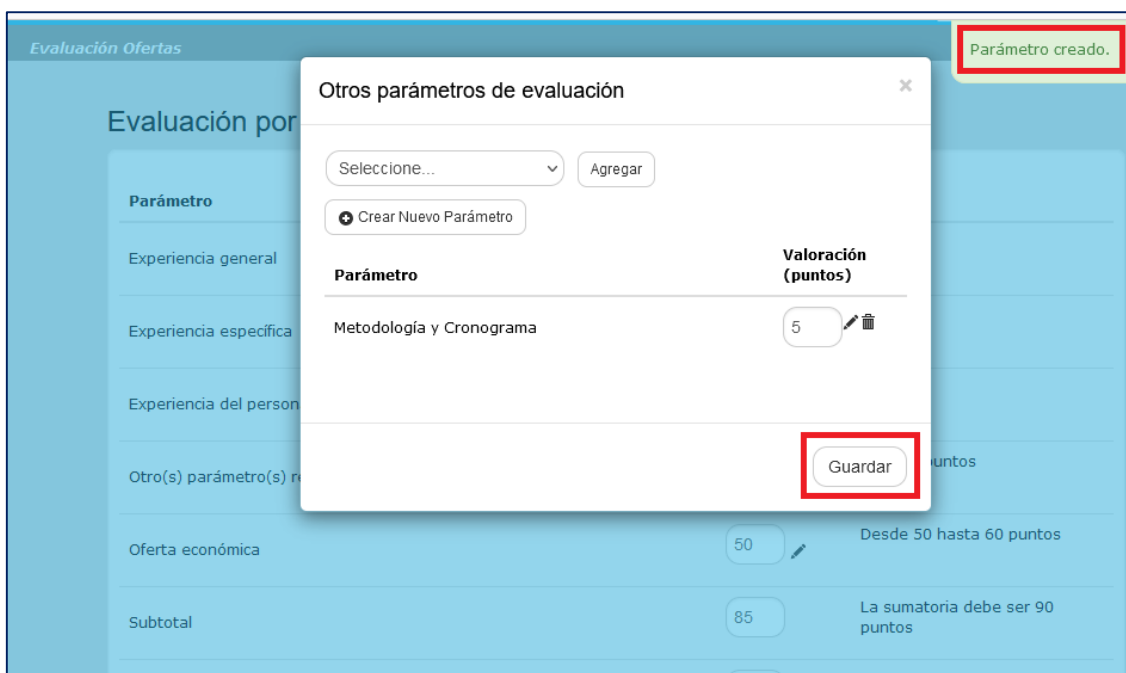 Evaluación Ofertas
Parámetro creado.
Otros parámetros de evaluación
×
Evaluación por
Seleccione...
Agregar
Crear Nuevo Parámetro
Parámetro
Experiencia general
Experiencia específica
Experiencia del person
Otro(s) parámetro(s) r
Parámetro
Valoración
(puntos)
Metodología y Cronograma
5
Guardar
untos
Oferta económica
50
Desde 50 hasta 60 puntos
Subtotal
85
La sumatoria debe ser 90
puntos